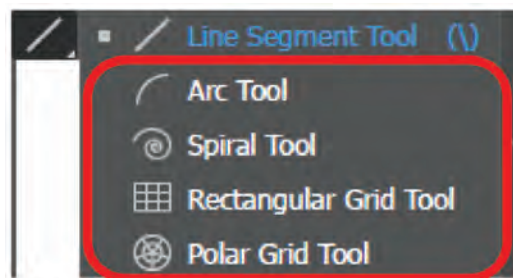 Line Segment Tool (\)
Arc Tool
Spiral Tool
Rectangular Grid Tool
Polar Grid Tool